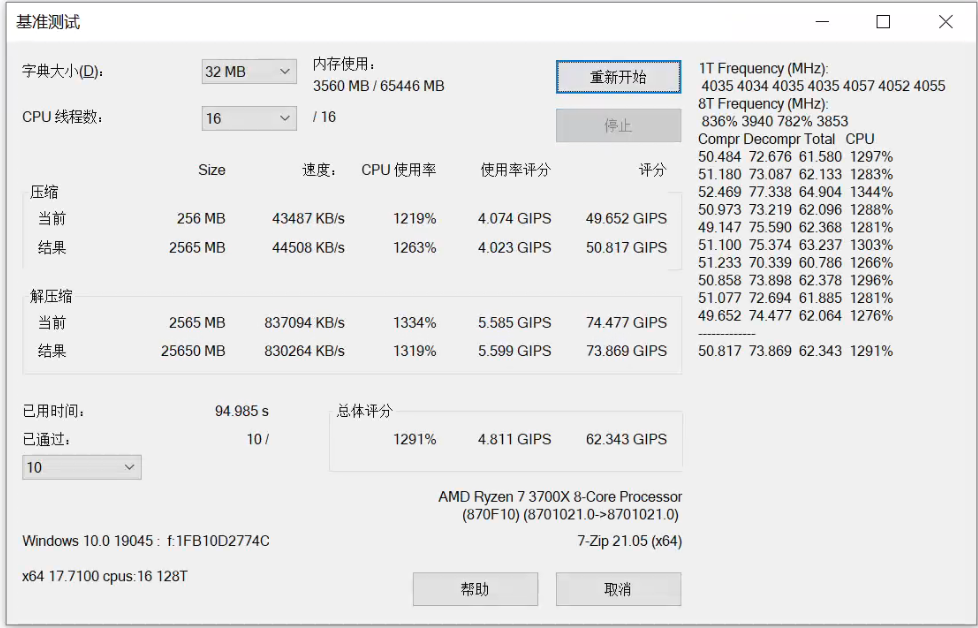 基准测试
字典大小(D):
32 MB
内存使用:
3560 MB / 65446 MB
重新开始
CPU 线程数:
16
/ 16
停止
Size 速度: CPU 使用率 使用率评分 评分
压缩
当前 256 MB 43487 KB/s 1219% 4.074 GIPS 49.652 GIPS
结果 2565 MB 44508 KB/s 1263% 4.023 GIPS 50.817 GIPS
解压缩
当前 2565 MB 837094 KB/s 1334% 5.585 GIPS 74.477 GIPS
结果 25650 MB 830264 KB/s 1319% 5.599 GIPS 73.869 GIPS
已用时间: 94.985 s
已通过: 10 /
10
总体评分
1291% 4.811 GIPS 62.343 GIPS
AMD Ryzen 7 3700X 8-Core Processor
(870F10) (8701021.0->8701021.0)
Windows 10.0 19045 : f:1FB10D2774C
7-Zip 21.05 (x64)
x64 17.7100 cpus:16 128T
帮助
取消
1T Frequency (MHz):
4035 4034 4035 4035 4057 4052 4055
8T Frequency (MHz):
836% 3940 782% 3853
Compr Decompr Total CPU
50.484 72.676 61.580 1297%
51.180 73.087 62.133 1283%
52.469 77.338 64.904 1344%
50.973 73.219 62.096 1288%
49.147 75.590 62.368 1281%
51.100 75.374 63.237 1303%
51.233 70.339 60.786 1266%
50.858 73.898 62.378 1296%
51.077 72.694 61.885 1281%
49.652 74.477 62.064 1276%
-------------
50.817 73.869 62.343 1291%